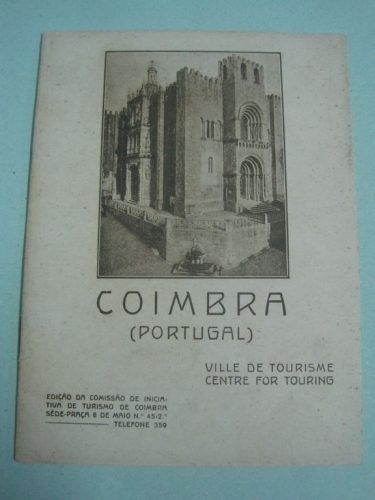 COIMBRA
(PORTUGAL)
VILLE DE TOURISME
CENTRE FOR TOURING
EDIÇÃO DA COMISSÃO DE INICIA-
TIVA DE TURISMO DE COIMBRA
SÉDE-PRAÇA 8 DE MAIO N.º 45-2.º
TELEFONE 399